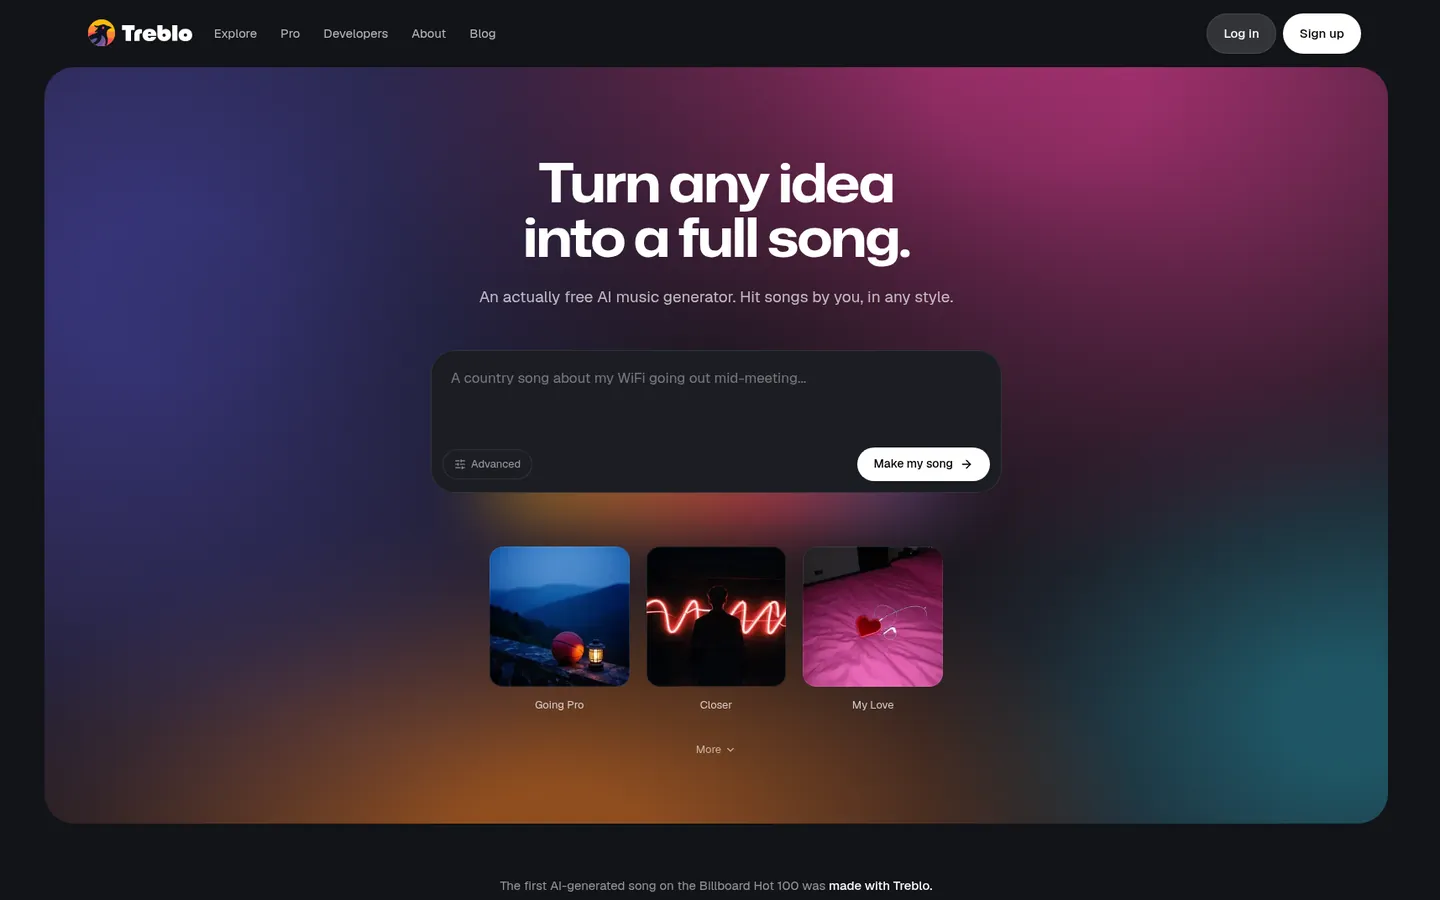 Treblo
Explore
Pro
Developers
About
Blog
Log in
Sign up
Turn any idea
into a full song.
An actually free AI music generator. Hit songs by you, in any style.
A country song about my WiFi going out mid-meeting...
Advanced
Make my song
Going Pro
Closer
My Love
More
The first AI-generated song on the Billboard Hot 100 was made with Treblo.